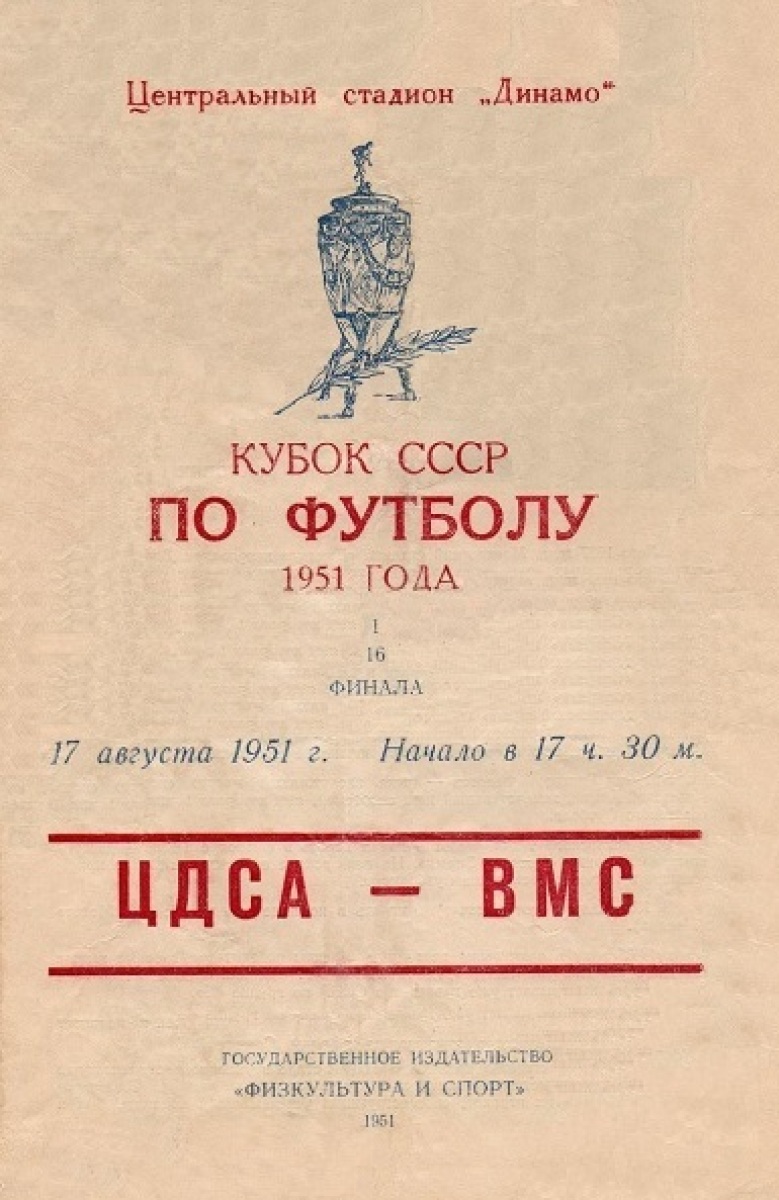 Центральный стадион „Динамо“
КУБОК СССР
ПО ФУТБОЛУ
1951 ГОДА
1
16
ФИНАЛА
17 августа 1951 г. Начало в 17 ч. 30 м.
ЦДСА — ВМС
ГОСУДАРСТВЕННОЕ ИЗДАТЕЛЬСТВО
«ФИЗКУЛЬТУРА И СПОРТ»
1951